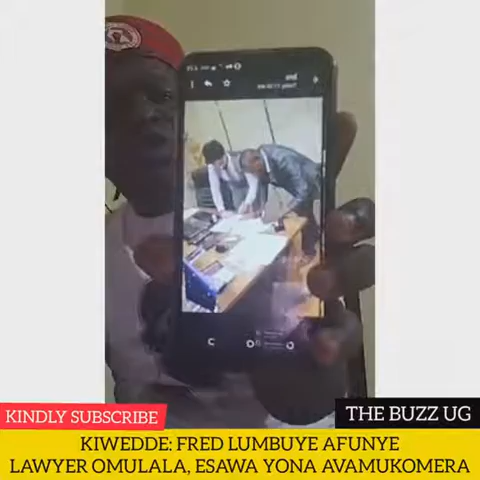 KINDLY SUBSCRIBE
THE BUZZ UG
KIWEDDE: FRED LUMBUYE AFUNYE
LAWYER OMULALA, ESAWA YONA AVAMUKOMERA